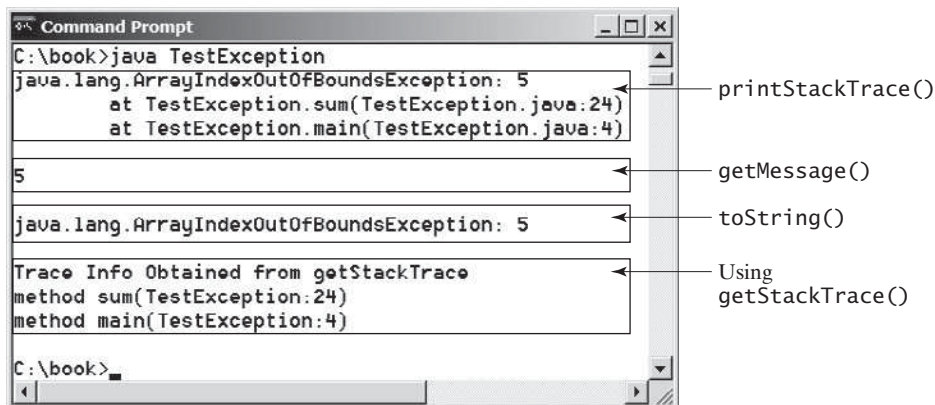 Command Prompt
C:\book>java TestException
java.lang.ArrayIndexOutOfBoundsException: 5
at TestException.sum(TestException.java:24)
at TestException.main(TestException.java:4)
printStackTrace()
5
getMessage()
java.lang.ArrayIndexOutOfBoundsException: 5
toString()
Trace Info Obtained from getStackTrace
method sum(TestException:24)
method main(TestException:4)
Using
getStackTrace()
C:\book>